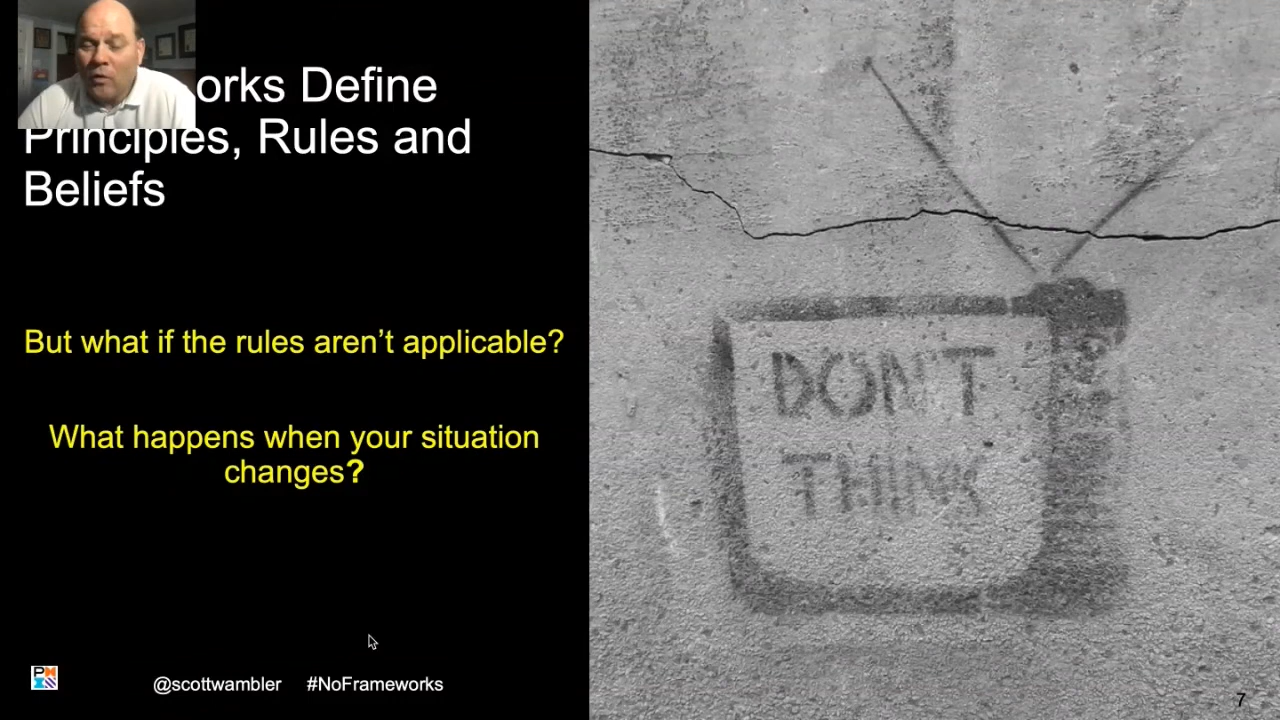 orks Define
Principles, Rules and
Beliefs
But what if the rules aren’t applicable?
What happens when your situation
changes?
DON'T
THINK
@scottwambler #NoFrameworks
7